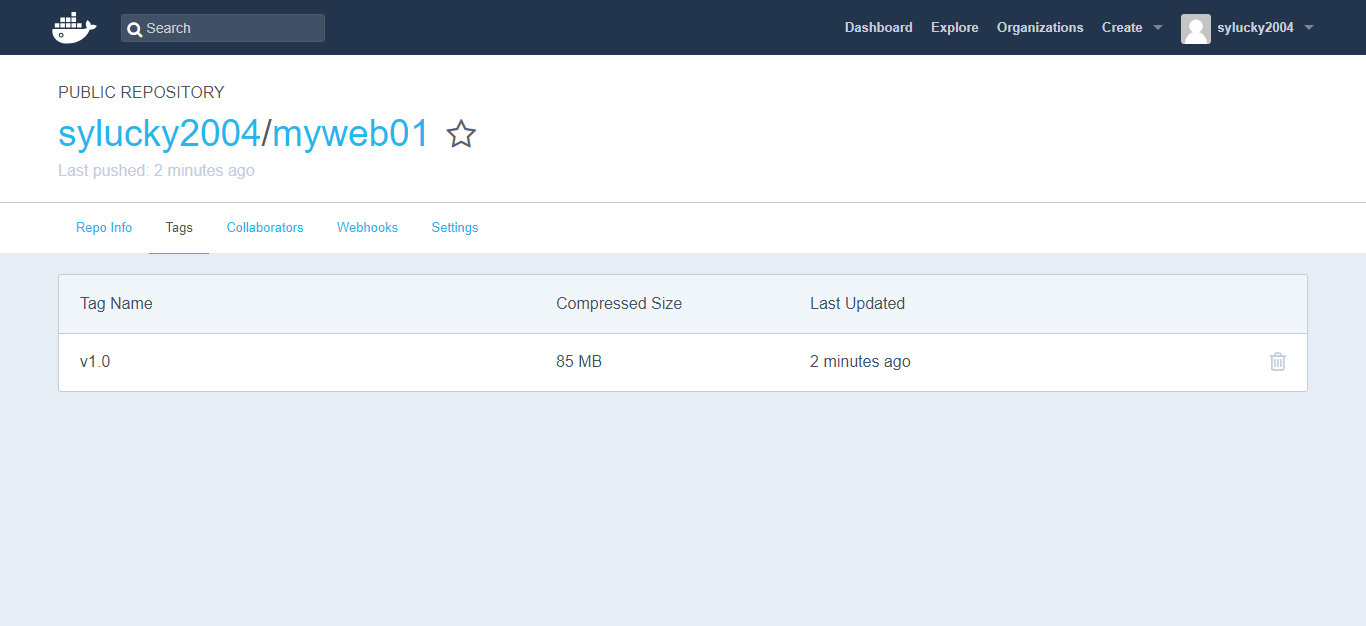 Search Dashboard Explore Organizations Create sylucky2004
PUBLIC REPOSITORY
sylucky2004/myweb01
Last pushed: 2 minutes ago
Repo Info Tags Collaborators Webhooks Settings
Tag Name Compressed Size Last Updated
v1.0 85 MB 2 minutes ago